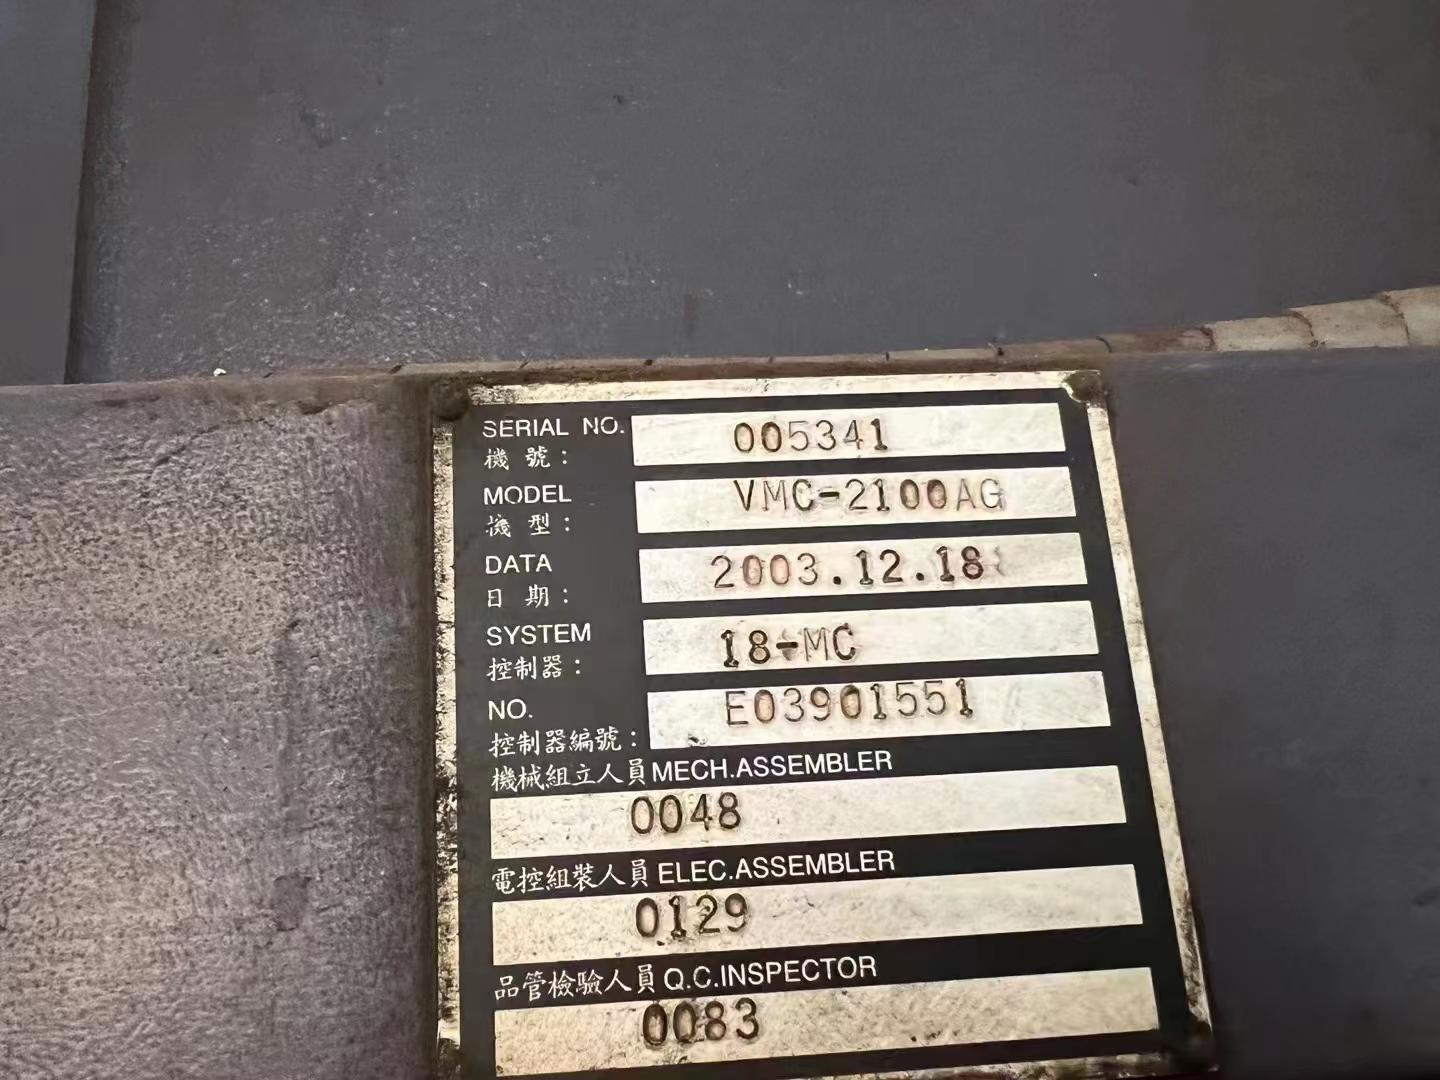 SERIAL NO. 005341
機 號：
MODEL VMC-2100AG
機 型：
DATA 2003.12.18
日 期：
SYSTEM 18-MC
控制器：
NO. E03901551
控制器編號：
機械組立人員 MECH.ASSEMBLER
0048
電控組裝人員 ELEC.ASSEMBLER
0129
品管檢驗人員 Q.C.INSPECTOR
0083